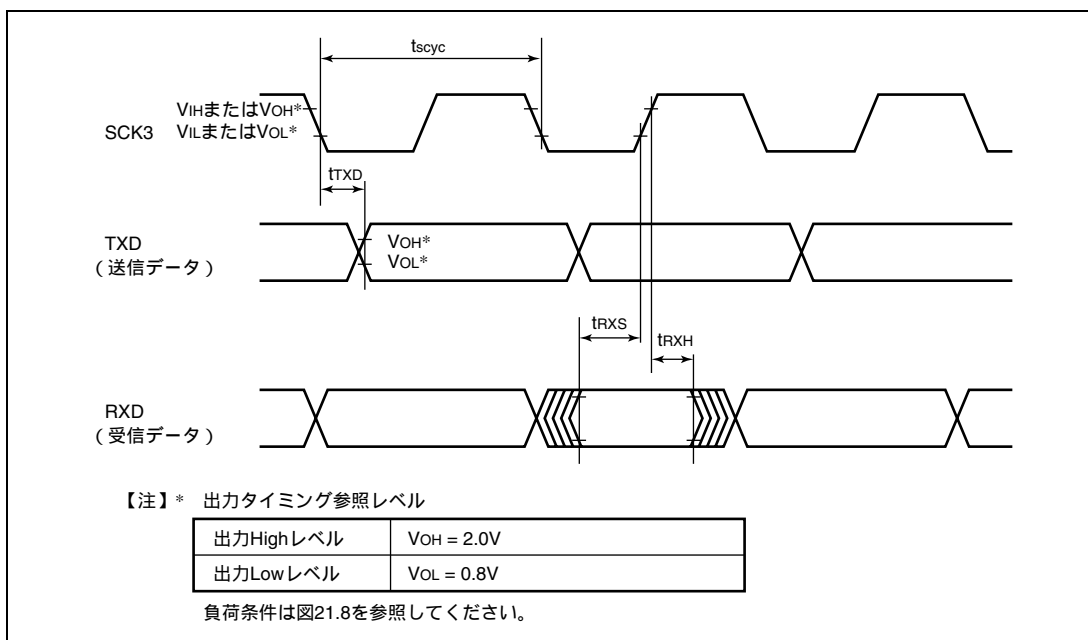 tscyc
VIHまたはVOH*
SCK3
VILまたはVOL*
tTXD
TXD
(送信データ)
VOH*
VOL*
tRXS
tRXH
RXD
(受信データ)
【注】* 出力タイミング参照レベル
出力Highレベル VOH = 2.0V
出力Lowレベル VOL = 0.8V
負荷条件は図21.8を参照してください。